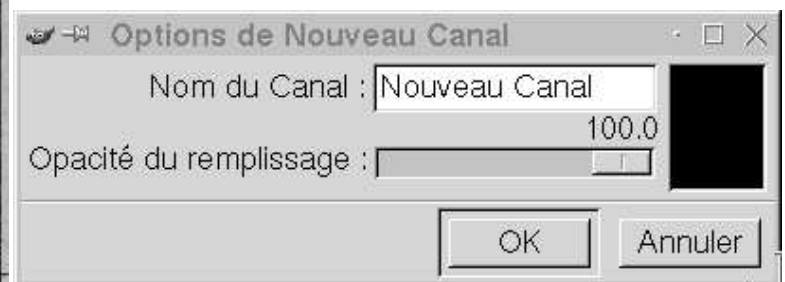 Options de Nouveau Canal
Nom du Canal : Nouveau Canal
100.0
Opacité du remplissage :
OK Annuler